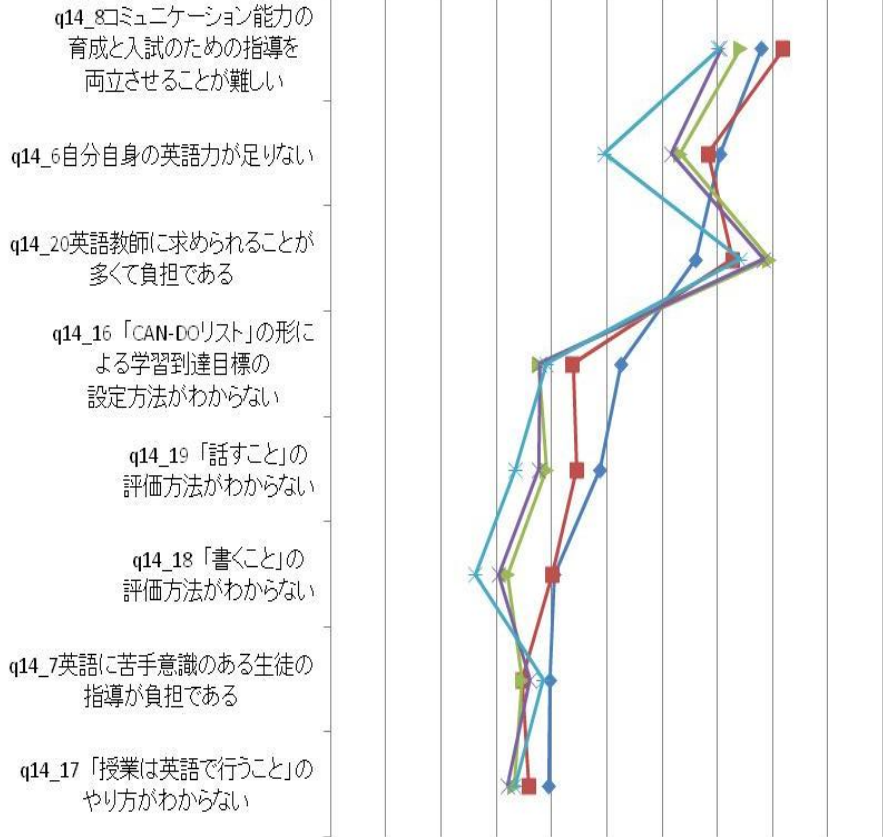 q14_8コミュニケーション能力の
育成と入試のための指導を
両立させることが難しい
q14_6自分自身の英語力が足りない
q14_20英語教師に求められることが
多くて負担である
q14_16「CAN-DOリスト」の形に
よる学習到達目標の
設定方法がわからない
q14_19「話すこと」の
評価方法がわからない
q14_18「書くこと」の
評価方法がわからない
q14_7英語に苦手意識のある生徒の
指導が負担である
q14_17「授業は英語で行うこと」の
やり方がわからない